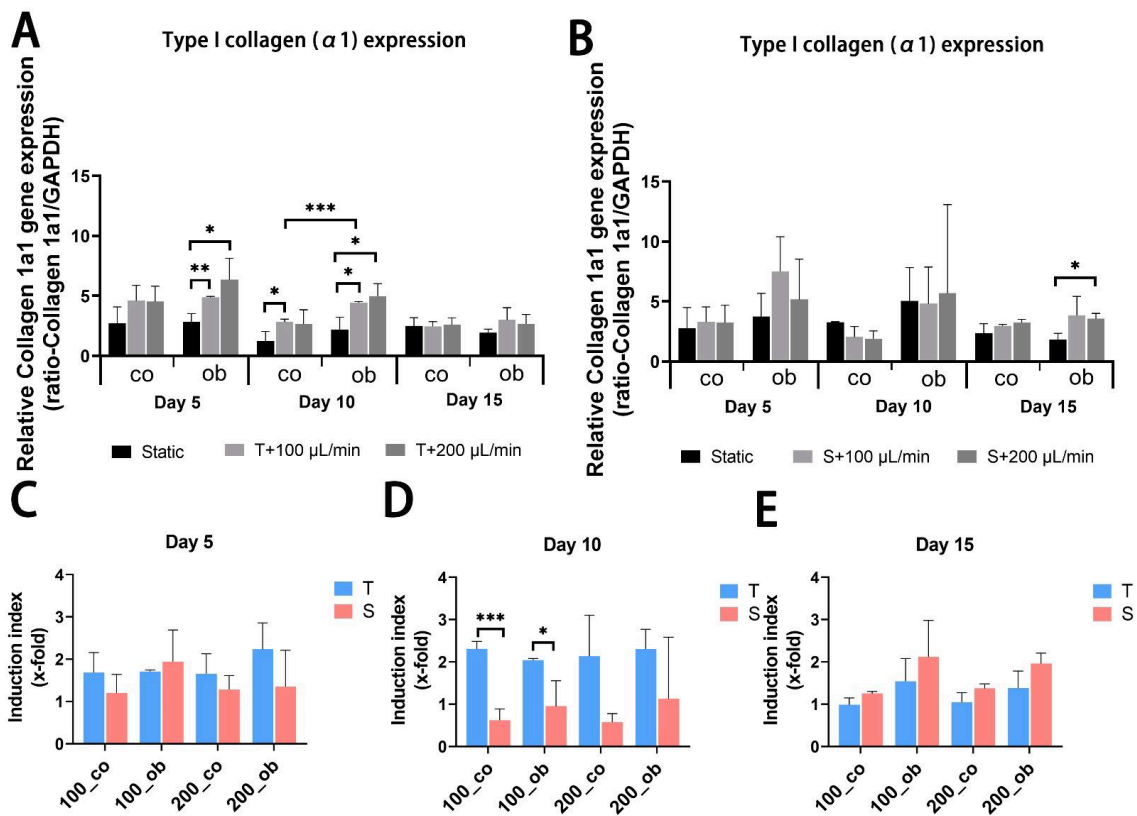 A
Type I collagen (α1) expression
Relative Collagen 1a1 gene expression
(ratio-Collagen 1a1/GAPDH)
15
10
5
0
*
**
*
***
*
*
co
ob
co
ob
co
ob
Day 5
Day 10
Day 15
Static
T+100 µL/min
T+200 µL/min
B
Type I collagen (α1) expression
Relative Collagen 1a1 gene expression
(ratio-Collagen 1a1/GAPDH)
15
10
5
0
*
co
ob
co
ob
co
ob
Day 5
Day 10
Day 15
Static
S+100 µL/min
S+200 µL/min
C
Day 5
Induction index
(x-fold)
4
3
2
1
0
T
S
100_co
100_ob
200_co
200_ob
D
Day 10
Induction index
(x-fold)
4
3
2
1
0
***
*
T
S
100_co
100_ob
200_co
200_ob
E
Day 15
Induction index
(x-fold)
4
3
2
1
0
T
S
100_co
100_ob
200_co
200_ob